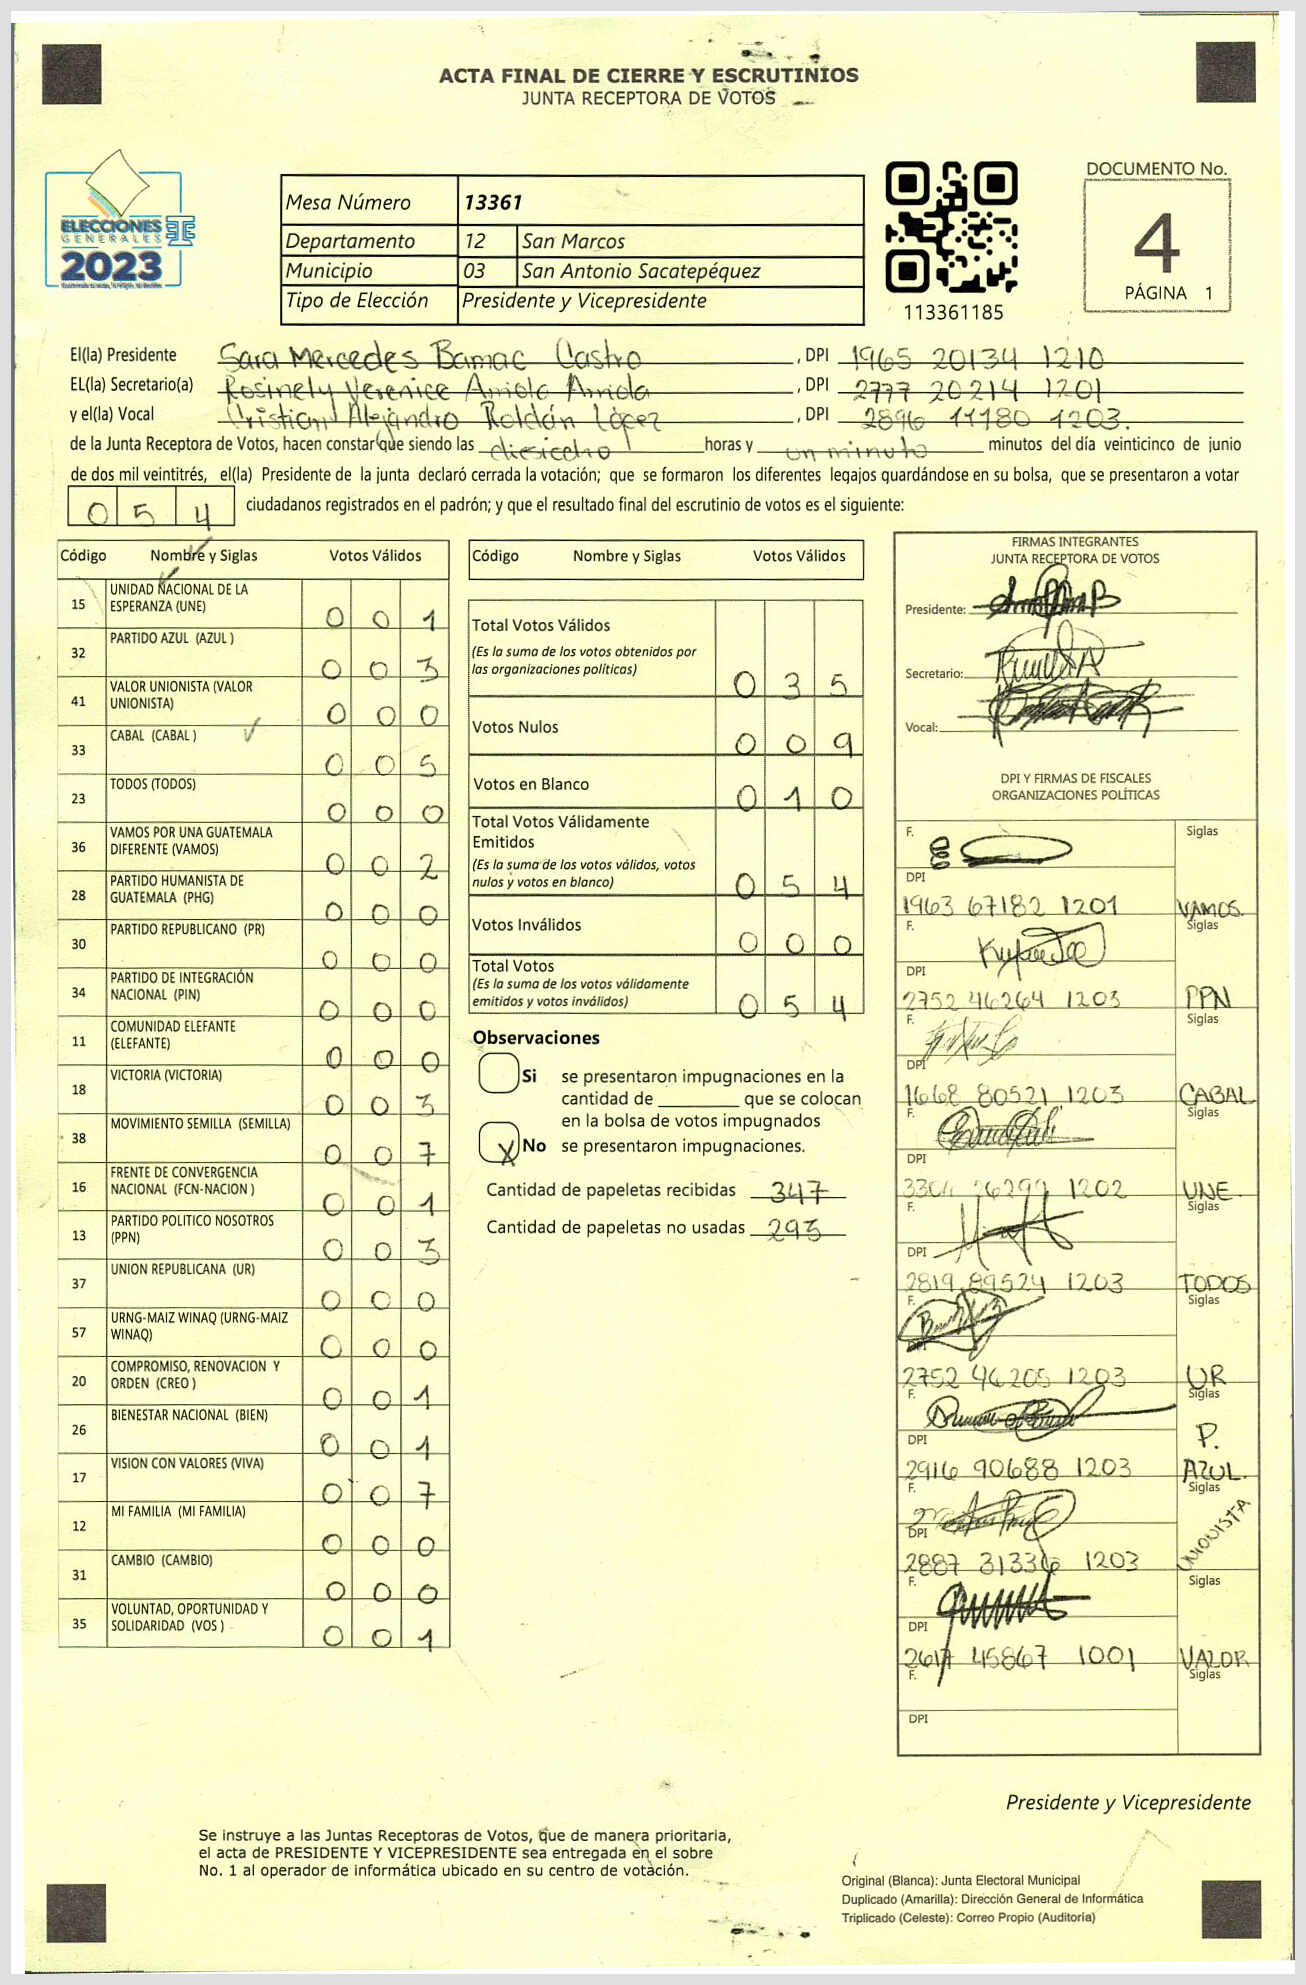 ACTA FINAL DE CIERRE Y ESCRUTINIOS
JUNTA RECEPTORA DE VOTOS
ELECCIONES
GENERALES
2023
Mesa Número 13361
Departamento 12 San Marcos
Municipio 03 San Antonio Sacatepéquez
Tipo de Elección Presidente y Vicepresidente
113361185
DOCUMENTO No.
4
PÁGINA 1
El(la) Presidente Sara Mercedes Bamac Castro , DPI 1965 20134 1210
EL(la) Secretario(a) Rosinely Verenice Arriola Arriola , DPI 2777 20214 1201
y el(la) Vocal Cristian Alejandro Roldán López , DPI 2896 11180 1203.
de la Junta Receptora de Votos, hacen constar que siendo las horas y un minuto minutos del día veinticinco de junio
de dos mil veintitrés, el(la) Presidente de la junta declaró cerrada la votación; que se formaron los diferentes legajos guardándose en su bolsa, que se presentaron a votar
0 5 4 ciudadanos registrados en el padrón; y que el resultado final del escrutinio de votos es el siguiente:
Código Nombre y Siglas Votos Válidos
15 UNIDAD NACIONAL DE LA ESPERANZA (UNE) 0 0 1
32 PARTIDO AZUL (AZUL ) 0 0 3
41 VALOR UNIONISTA (VALOR UNIONISTA) 0 0 0
33 CABAL (CABAL ) 0 0 5
23 TODOS (TODOS) 0 0 0
36 VAMOS POR UNA GUATEMALA DIFERENTE (VAMOS) 0 0 2
28 PARTIDO HUMANISTA DE GUATEMALA (PHG) 0 0 0
30 PARTIDO REPUBLICANO (PR) 0 0 0
34 PARTIDO DE INTEGRACIÓN NACIONAL (PIN) 0 0 0
11 COMUNIDAD ELEFANTE (ELEFANTE) 0 0 0
18 VICTORIA (VICTORIA) 0 0 3
38 MOVIMIENTO SEMILLA (SEMILLA) 0 0 7
16 FRENTE DE CONVERGENCIA NACIONAL (FCN-NACION ) 0 0 1
13 PARTIDO POLITICO NOSOTROS (PPN) 0 0 3
37 UNION REPUBLICANA (UR) 0 0 0
57 URNG-MAIZ WINAQ (URNG-MAIZ WINAQ) 0 0 0
20 COMPROMISO, RENOVACION Y ORDEN (CREO ) 0 0 1
26 BIENESTAR NACIONAL (BIEN) 0 0 1
17 VISION CON VALORES (VIVA) 0 0 7
12 MI FAMILIA (MI FAMILIA) 0 0 0
31 CAMBIO (CAMBIO) 0 0 0
35 VOLUNTAD, OPORTUNIDAD Y SOLIDARIDAD (VOS ) 0 0 1
Código Nombre y Siglas Votos Válidos
Total Votos Válidos 0 3 5
(Es la suma de los votos obtenidos por
las organizaciones políticas)
Votos Nulos 0 0 9
Votos en Blanco 0 1 0
Total Votos Válidamente
Emitidos
(Es la suma de los votos válidos, votos
nulos y votos en blanco) 0 5 4
Votos Inválidos 0 0 0
Total Votos
(Es la suma de los votos válidamente
emitidos y votos inválidos) 0 5 4
Observaciones
Si se presentaron impugnaciones en la
cantidad de ________ que se colocan
en la bolsa de votos impugnados
X No se presentaron impugnaciones.
Cantidad de papeletas recibidas 347
Cantidad de papeletas no usadas 293
FIRMAS INTEGRANTES
JUNTA RECEPTORA DE VOTOS
Presidente:
Secretario:
Vocal:
DPI Y FIRMAS DE FISCALES
ORGANIZACIONES POLÍTICAS
F. Siglas
DPI
1963 67182 1201 VAMOS.
F. Siglas
DPI
2752 46264 1203 PPN
F. Siglas
DPI
1668 80521 1203 CABAL
F. Siglas
DPI
1202 UNE.
F. Siglas
DPI
2819 89524 1203 TODOS
F. Siglas
DPI
2752 46205 1203 UR
F. Siglas
DPI P.
2916 90688 1203 AZUL.
F. Siglas
DPI
2887 31336 1203
F. Siglas
DPI
2617 45867 1001 VALOR
F. Siglas
DPI
Presidente y Vicepresidente
Se instruye a las Juntas Receptoras de Votos, que de manera prioritaria,
el acta de PRESIDENTE Y VICEPRESIDENTE sea entregada en el sobre
No. 1 al operador de informática ubicado en su centro de votación.
Original (Blanca): Junta Electoral Municipal
Duplicado (Amarilla): Dirección General de Informática
Triplicado (Celeste): Correo Propio (Auditoría)